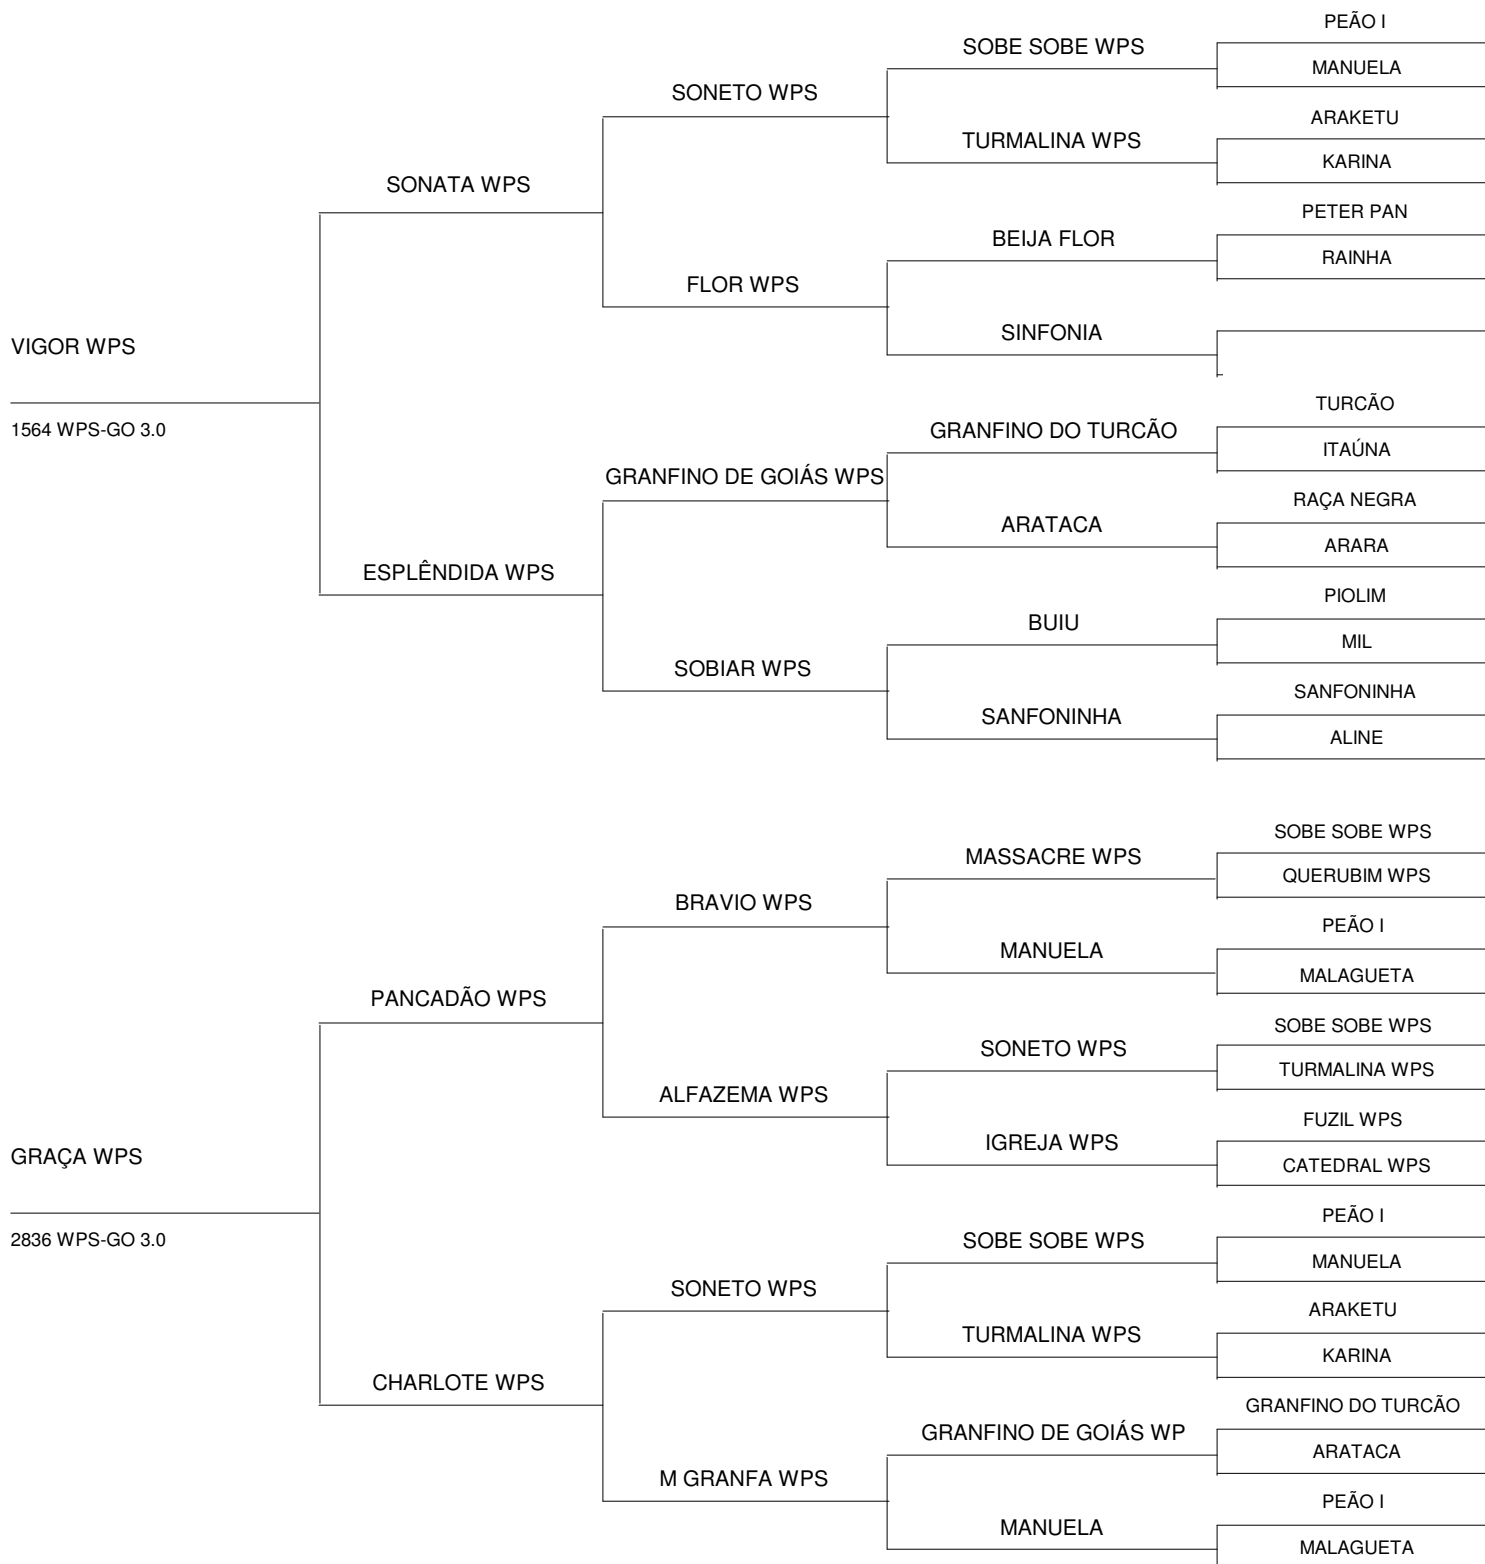 PEÃO I
SOBE SOBE WPS
MANUELA
SONETO WPS
ARAKETU
TURMALINA WPS
KARINA
SONATA WPS
PETER PAN
BEIJA FLOR
RAINHA
FLOR WPS
SINFONIA
VIGOR WPS
1564 WPS-GO 3.0
TURCÃO
GRANFINO DO TURCÃO
ITAÚNA
GRANFINO DE GOIÁS WPS
RAÇA NEGRA
ARATACA
ARARA
ESPLÊNDIDA WPS
PIOLIM
BUIU
MIL
SOBIAR WPS
SANFONINHA
SANFONINHA
ALINE
SOBE SOBE WPS
MASSACRE WPS
QUERUBIM WPS
BRAVIO WPS
PEÃO I
MANUELA
MALAGUETA
PANCADÃO WPS
SOBE SOBE WPS
SONETO WPS
TURMALINA WPS
ALFAZEMA WPS
FUZIL WPS
IGREJA WPS
CATEDRAL WPS
GRAÇA WPS
2836 WPS-GO 3.0
PEÃO I
SOBE SOBE WPS
MANUELA
SONETO WPS
ARAKETU
TURMALINA WPS
KARINA
CHARLOTE WPS
GRANFINO DO TURCÃO
GRANFINO DE GOIÁS WP
ARATACA
M GRANFA WPS
PEÃO I
MANUELA
MALAGUETA